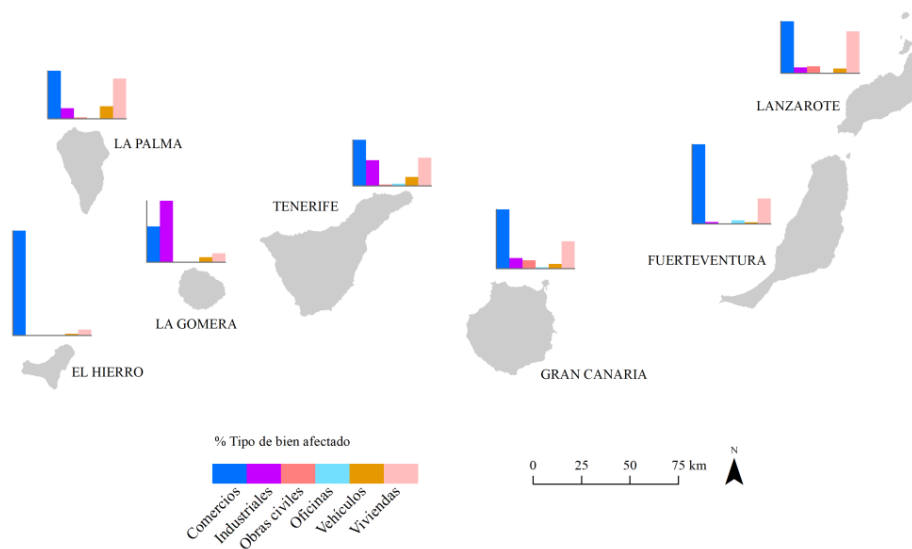 LANZAROTE
LA PALMA
TENERIFE
FUERTEVENTURA
LA GOMERA
EL HIERRO
GRAN CANARIA
% Tipo de bien afectado
Comercios
Industriales
Obras civiles
Oficinas
Vehículos
Viviendas
0 25 50 75 km
N